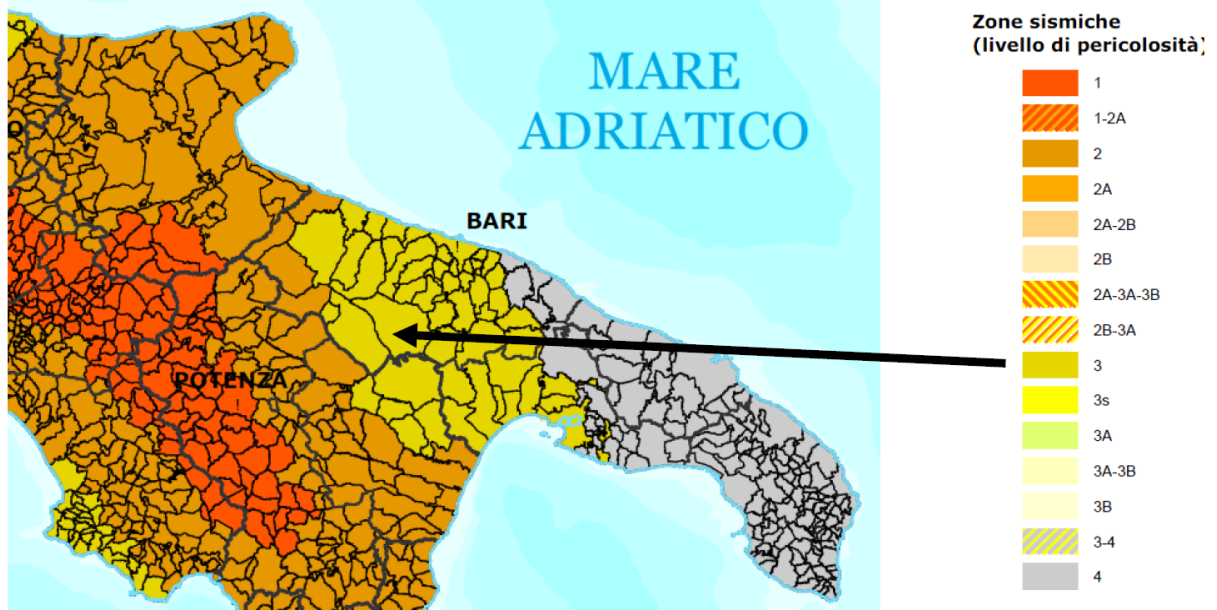 Zone sismiche
(livello di pericolosità)
MARE
ADRIATICO
BARI
POTENZA
O
1
1-2A
2
2A
2A-2B
2B
2A-3A-3B
2B-3A
3
3s
3A
3A-3B
3B
3-4
4